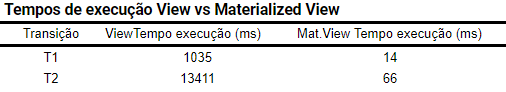 Tempos de execução View vs Materialized View
Transição ViewTempo execução (ms) Mat.View Tempo execução (ms)
T1 1035 14
T2 13411 66